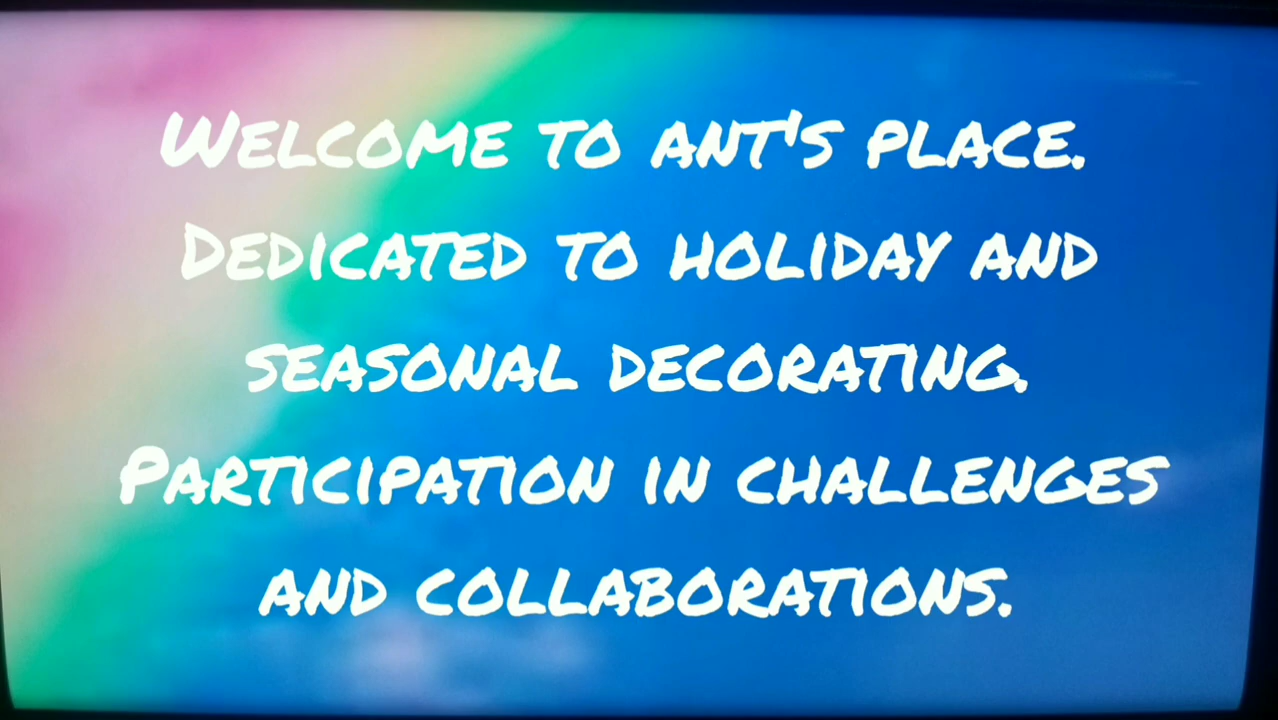 Welcome to Ant's Place.
Dedicated to holiday and
seasonal decorating.
Participation in challenges
and collaborations.